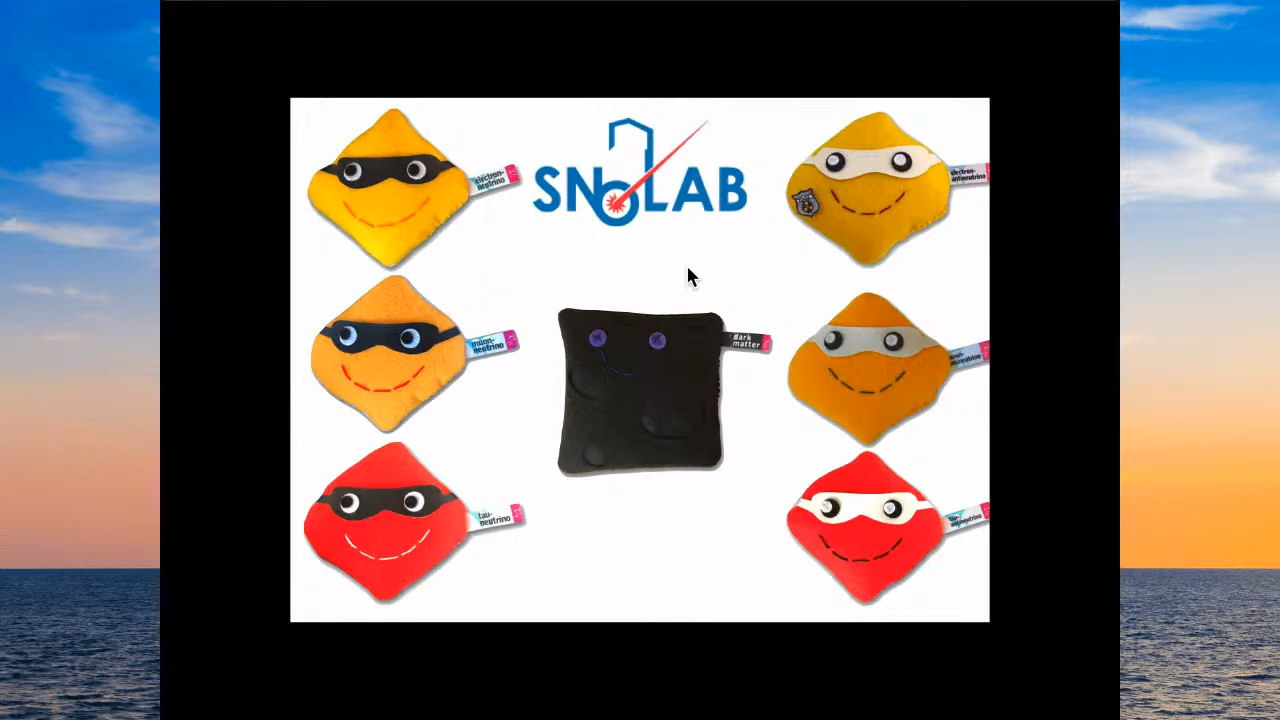 electron-
neutrino
SNOLAB
electron-
antineutrino
muon-
neutrino
dark
matter
tau-
neutrino